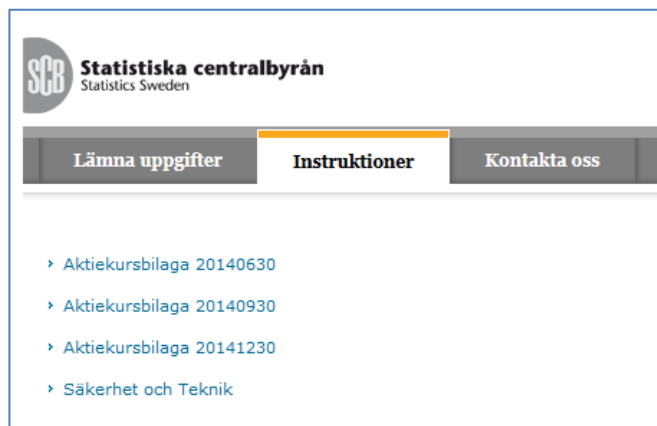 SCB
Statistiska centralbyrån
Statistics Sweden
Lämna uppgifter
Instruktioner
Kontakta oss
Aktiekursbilaga 20140630
Aktiekursbilaga 20140930
Aktiekursbilaga 20141230
Säkerhet och Teknik